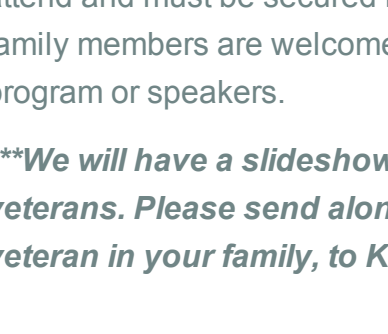 attend and must be secured
family members are welcome
program or speakers.
**We will have a slideshow
veterans. Please send alon
veteran in your family, to K